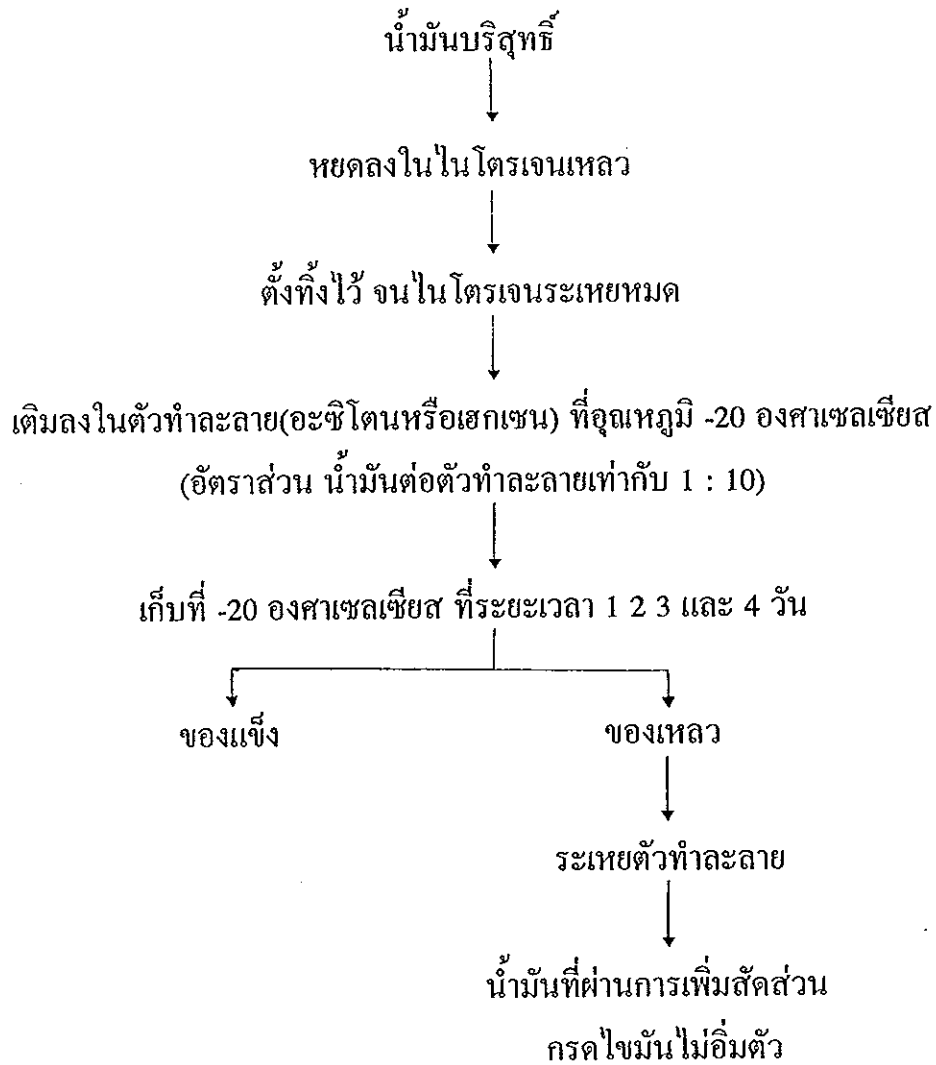 น้ำมันบริสุทธิ์
หยดลงในไนโตรเจนเหลว
ตั้งทิ้งไว้ จนไนโตรเจนระเหยหมด
เติมลงในตัวทำละลาย(อะซิโตนหรือเฮกเซน) ที่อุณหภูมิ -20 องศาเซลเซียส
(อัตราส่วน น้ำมันต่อตัวทำละลายเท่ากับ 1 : 10)
เก็บที่ -20 องศาเซลเซียส ที่ระยะเวลา 1 2 3 และ 4 วัน
ของแข็ง
ของเหลว
ระเหยตัวทำละลาย
น้ำมันที่ผ่านการเพิ่มสัดส่วน
กรดไขมันไม่อิ่มตัว